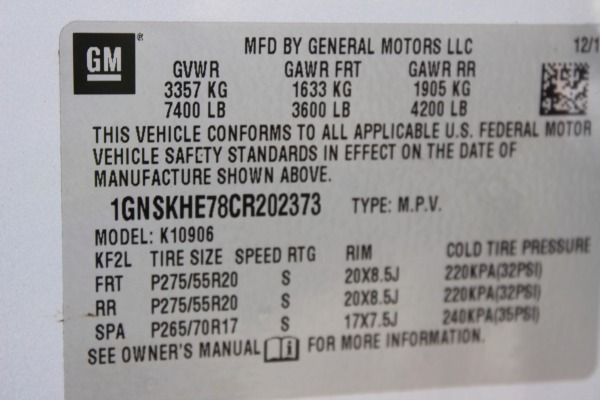 GM ® MFD BY GENERAL MOTORS LLC 12/1
GVWR GAWR FRT GAWR RR
3357 KG 1633 KG 1905 KG
7400 LB 3600 LB 4200 LB
THIS VEHICLE CONFORMS TO ALL APPLICABLE U.S. FEDERAL MOTOR
VEHICLE SAFETY STANDARDS IN EFFECT ON THE DATE OF
MANUFACTURE SHOWN ABOVE.
1GNSKHE78CR202373 TYPE: M.P.V.
MODEL: K10906
KF2L TIRE SIZE SPEED RTG RIM COLD TIRE PRESSURE
FRT P275/55R20 S 20X8.5J 220KPA(32PSI)
RR P275/55R20 S 20X8.5J 220KPA(32PSI)
SPA P265/70R17 S 17X7.5J 240KPA(35PSI)
SEE OWNER'S MANUAL i FOR MORE INFORMATION.